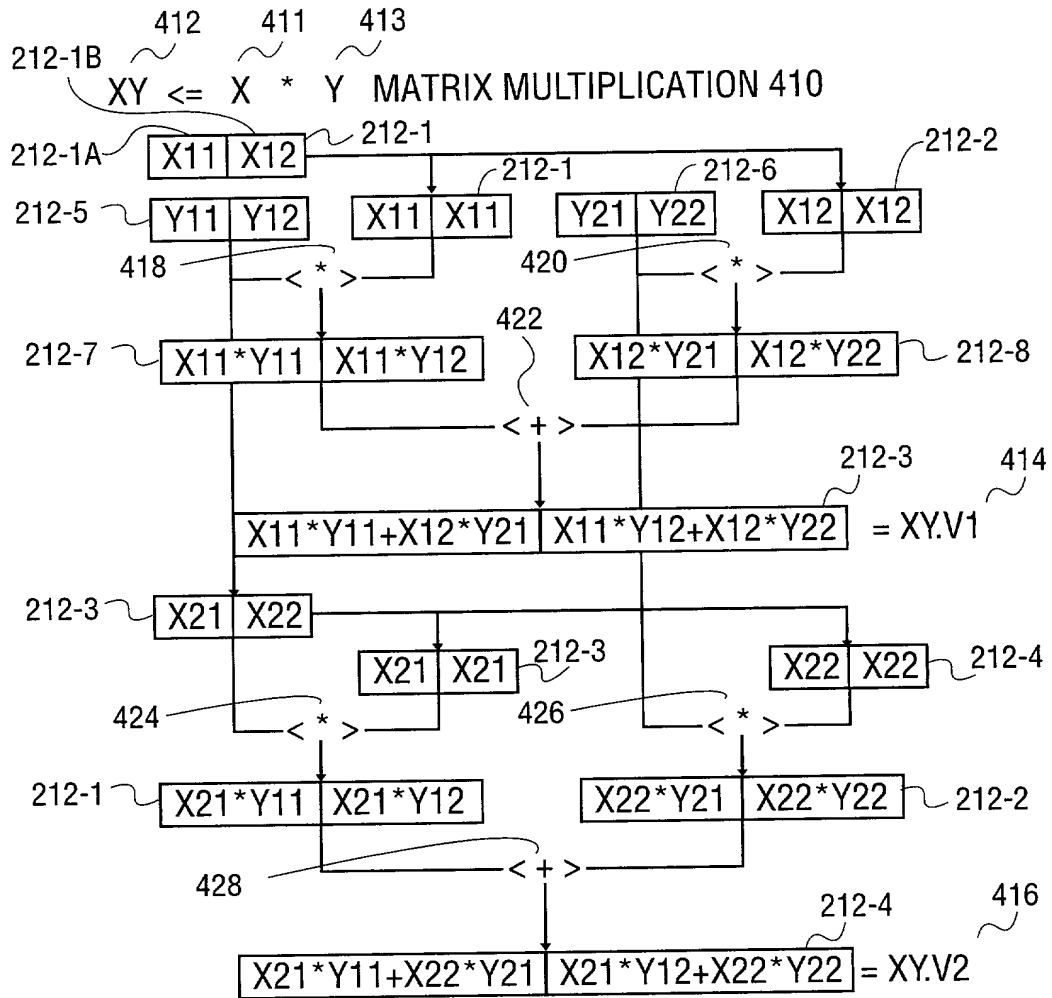 412 411 413
212-1B
XY <= X * Y MATRIX MULTIPLICATION 410
212-1A X11 X12 212-1
212-1 212-6 212-2
212-5 Y11 Y12 X11 X11 Y21 Y22 X12 X12
418 < * > 420 < * >
422
212-7 X11*Y11 X11*Y12 X12*Y21 X12*Y22 212-8
< + >
212-3 414
X11*Y11+X12*Y21 X11*Y12+X12*Y22 = XY.V1
212-3 X21 X22
X21 X21 212-3 X22 X22 212-4
424 < * > 426 < * >
212-1 X21*Y11 X21*Y12 X22*Y21 X22*Y22 212-2
428 < + >
212-4 416
X21*Y11+X22*Y21 X21*Y12+X22*Y22 = XY.V2